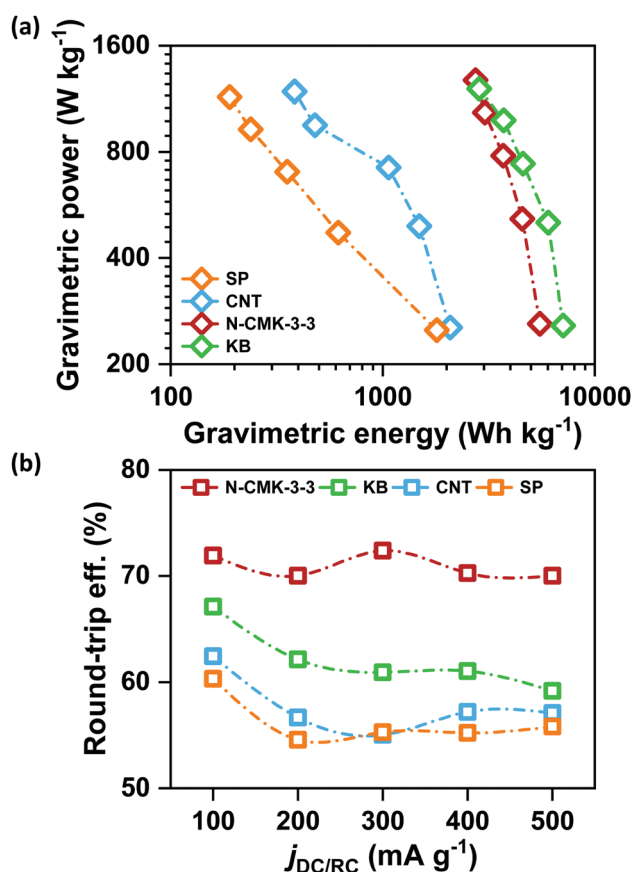 (a)
Gravimetric power (W kg⁻¹)
1600
800
400
200
SP
CNT
N-CMK-3-3
KB
100 1000 10000
Gravimetric energy (Wh kg⁻¹)
(b)
Round-trip eff. (%)
80
70
60
50
N-CMK-3-3 KB CNT SP
100 200 300 400 500
jDC/RC (mA g⁻¹)